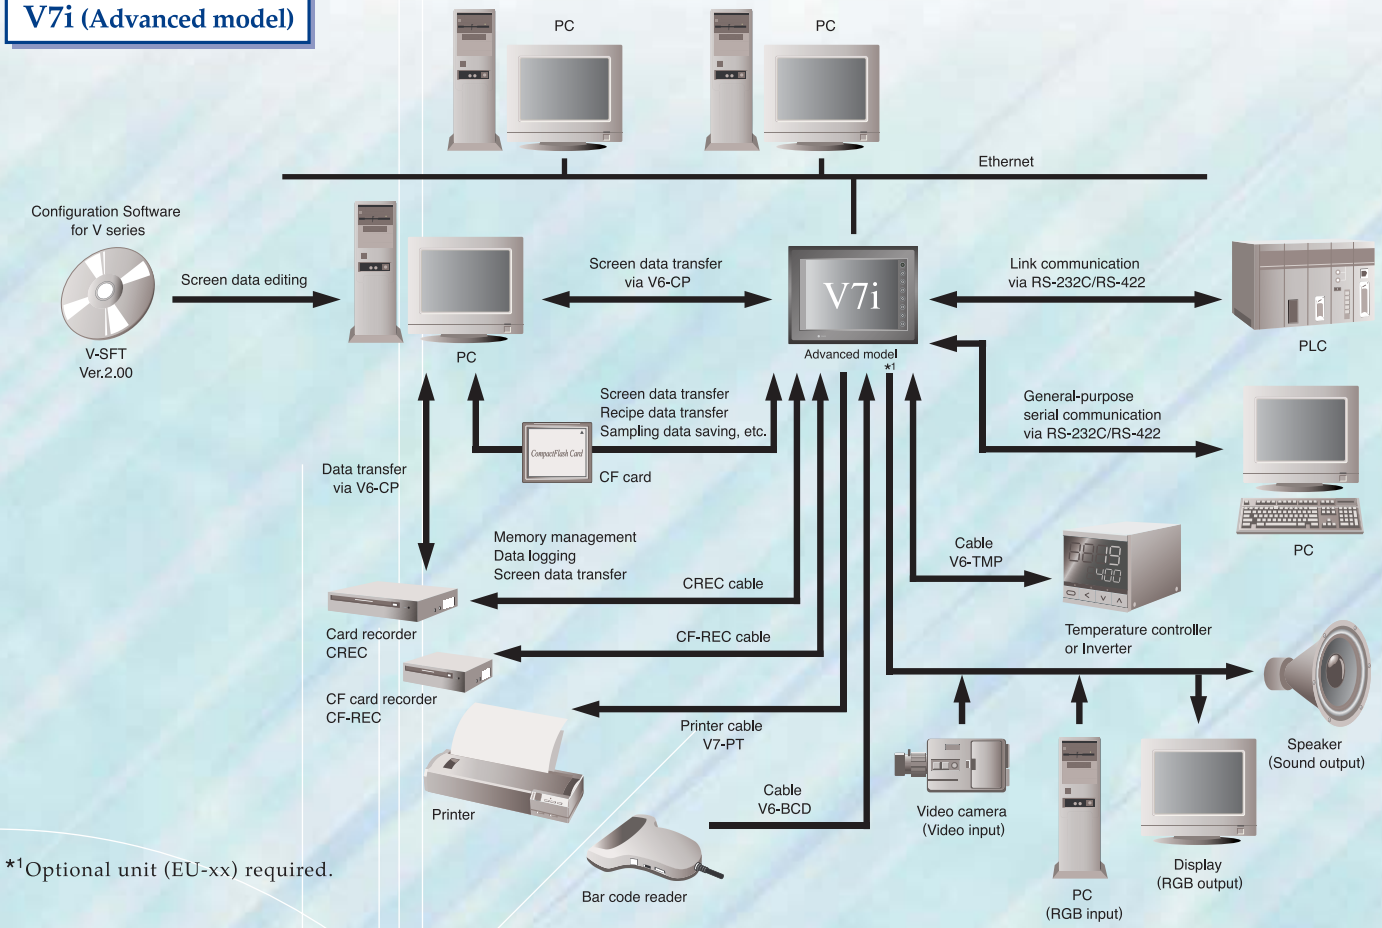 V7i (Advanced model)
PC
PC
Ethernet
Configuration Software
for V series
Screen data editing
V-SFT
Ver.2.00
PC
Screen data transfer
via V6-CP
V7i
Advanced model
*1
Link communication
via RS-232C/RS-422
PLC
Screen data transfer
Recipe data transfer
Sampling data saving, etc.
CompactFlash Card
CF card
General-purpose
serial communication
via RS-232C/RS-422
PC
Data transfer
via V6-CP
Memory management
Data logging
Screen data transfer
CREC cable
Cable
V6-TMP
8819
400
Temperature controller
or Inverter
Card recorder
CREC
CF-REC cable
CF card recorder
CF-REC
Printer cable
V7-PT
Printer
Cable
V6-BCD
Bar code reader
Video camera
(Video input)
PC
(RGB input)
Display
(RGB output)
Speaker
(Sound output)
*1Optional unit (EU-xx) required.